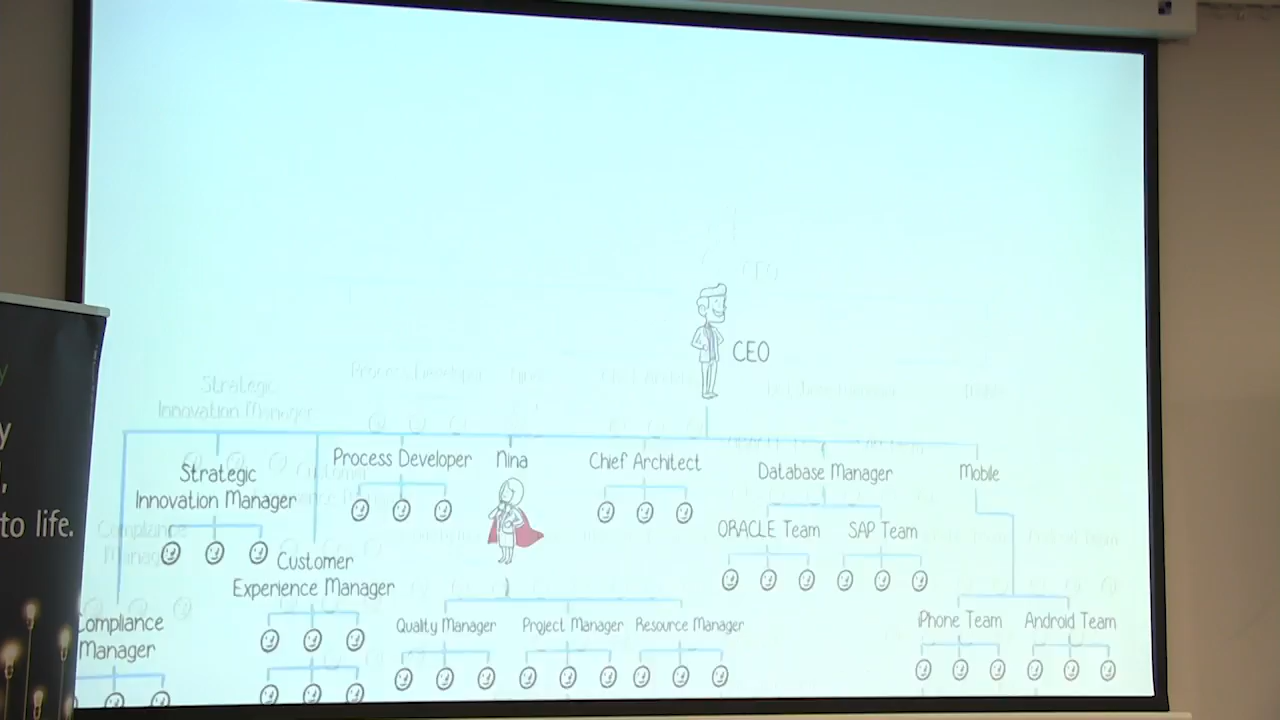 CEO
Process Developer
Nina
Chief Architect
Database Manager
Mobile
Strategic
Innovation Manager
ORACLE Team
SAP Team
Customer
Experience Manager
Compliance
Manager
Quality Manager
Project Manager
Resource Manager
iPhone Team
Android Team
to life.